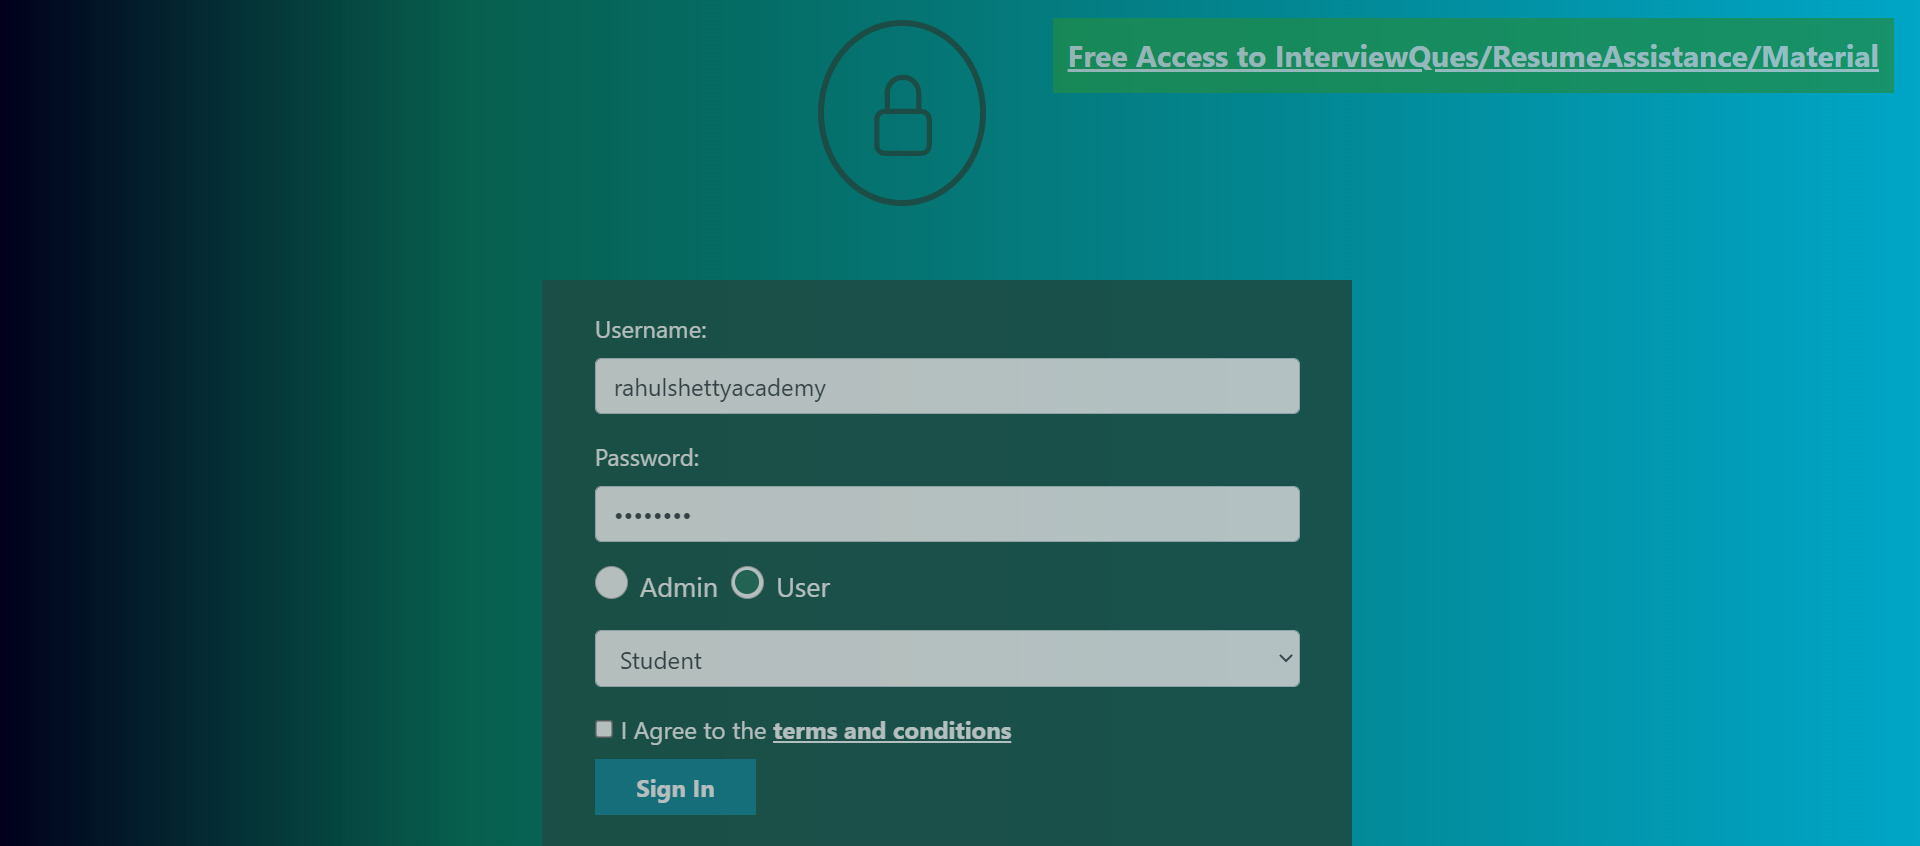 Free Access to InterviewQues/ResumeAssistance/Material
Username:
rahulshettyacademy
Password:
••••••••
Admin User
Student
I Agree to the terms and conditions
Sign In